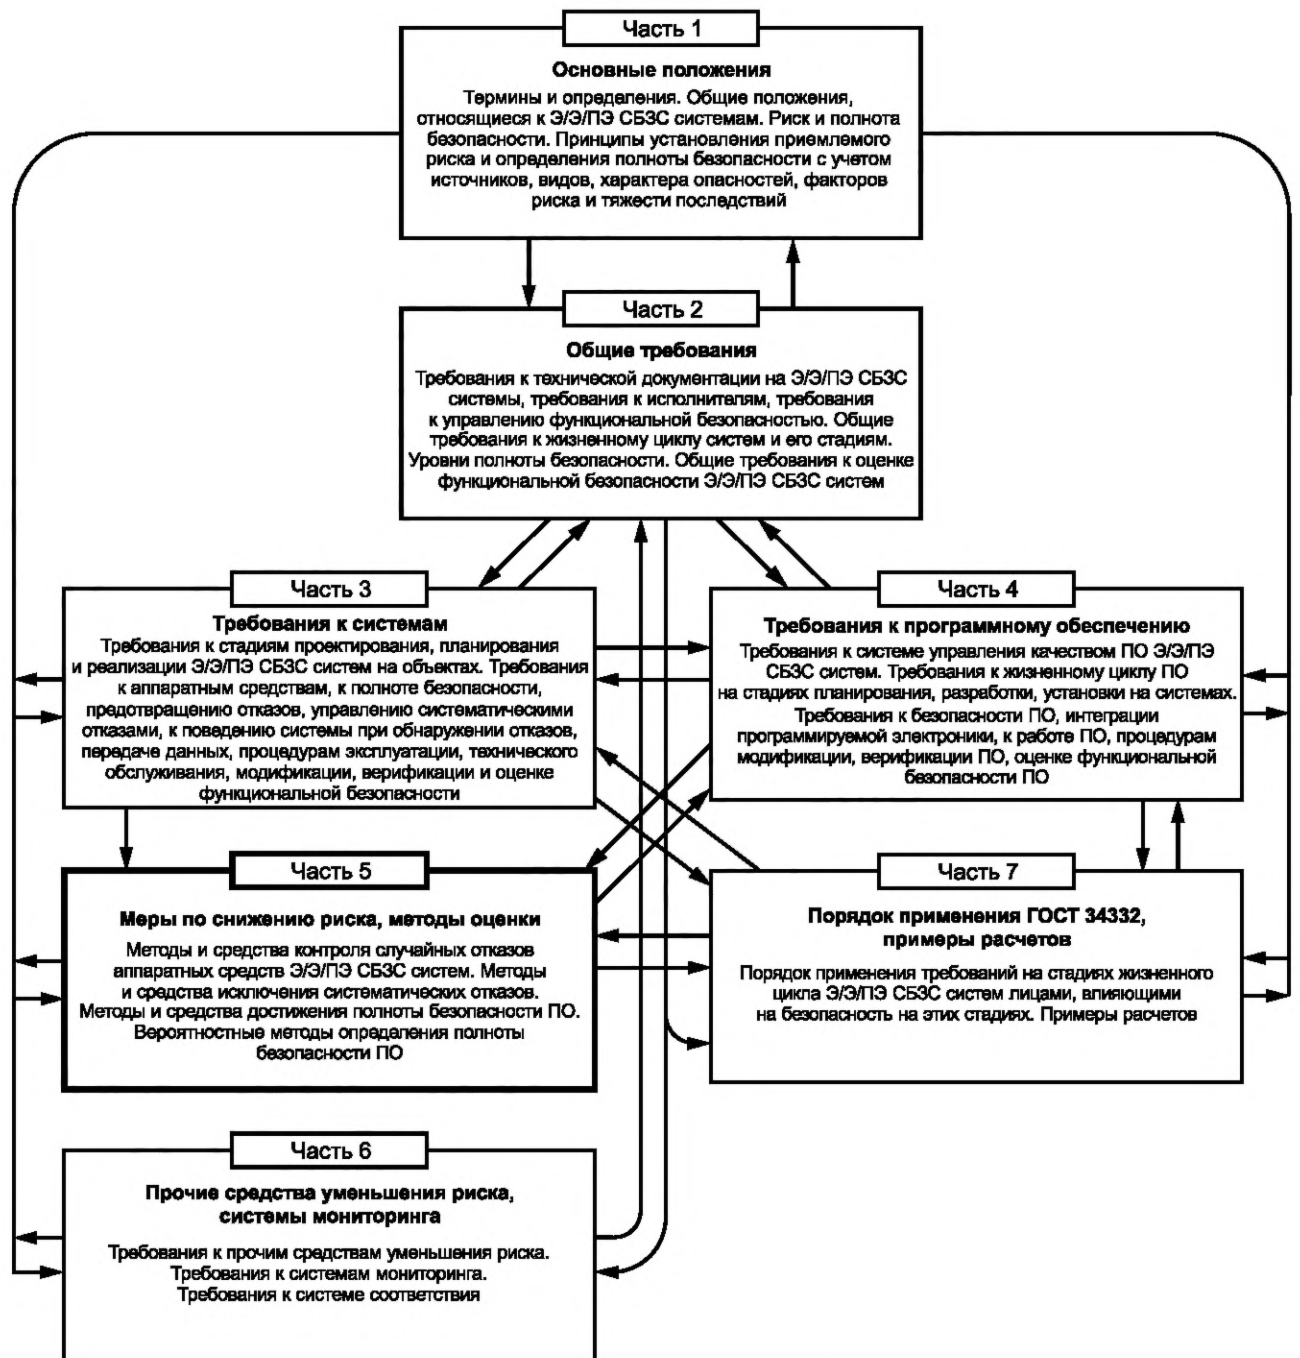 Часть 1
Основные положения
Термины и определения. Общие положения,
относящиеся к Э/Э/ПЭ СБЗС системам. Риск и полнота
безопасности. Принципы установления приемлемого
риска и определения полноты безопасности с учетом
источников, видов, характера опасностей, факторов
риска и тяжести последствий
Часть 2
Общие требования
Требования к технической документации на Э/Э/ПЭ СБЗС
системы, требования к исполнителям, требования
к управлению функциональной безопасностью. Общие
требования к жизненному циклу систем и его стадиям.
Уровни полноты безопасности. Общие требования к оценке
функциональной безопасности Э/Э/ПЭ СБЗС систем
Часть 3
Требования к системам
Требования к стадиям проектирования, планирования
и реализации Э/Э/ПЭ СБЗС систем на объектах. Требования
к аппаратным средствам, к полноте безопасности,
предотвращению отказов, управлению систематическими
отказами, к поведению системы при обнаружении отказов,
передаче данных, процедурам эксплуатации, технического
обслуживания, модификации, верификации и оценке
функциональной безопасности
Часть 4
Требования к программному обеспечению
Требования к системе управления качеством ПО Э/Э/ПЭ
СБЗС систем. Требования к жизненному циклу ПО
на стадиях планирования, разработки, установки на системах.
Требования к безопасности ПО, интеграции
программируемой электроники, к работе ПО, процедурам
модификации, верификации ПО, оценке функциональной
безопасности ПО
Часть 5
Меры по снижению риска, методы оценки
Методы и средства контроля случайных отказов
аппаратных средств Э/Э/ПЭ СБЗС систем. Методы
и средства исключения систематических отказов.
Методы и средства достижения полноты безопасности ПО.
Вероятностные методы определения полноты
безопасности ПО
Часть 7
Порядок применения ГОСТ 34332,
примеры расчетов
Порядок применения требований на стадиях жизненного
цикла Э/Э/ПЭ СБЗС систем лицами, влияющими
на безопасность на этих стадиях. Примеры расчетов
Часть 6
Прочие средства уменьшения риска,
системы мониторинга
Требования к прочим средствам уменьшения риска.
Требования к системам мониторинга.
Требования к системе соответствия